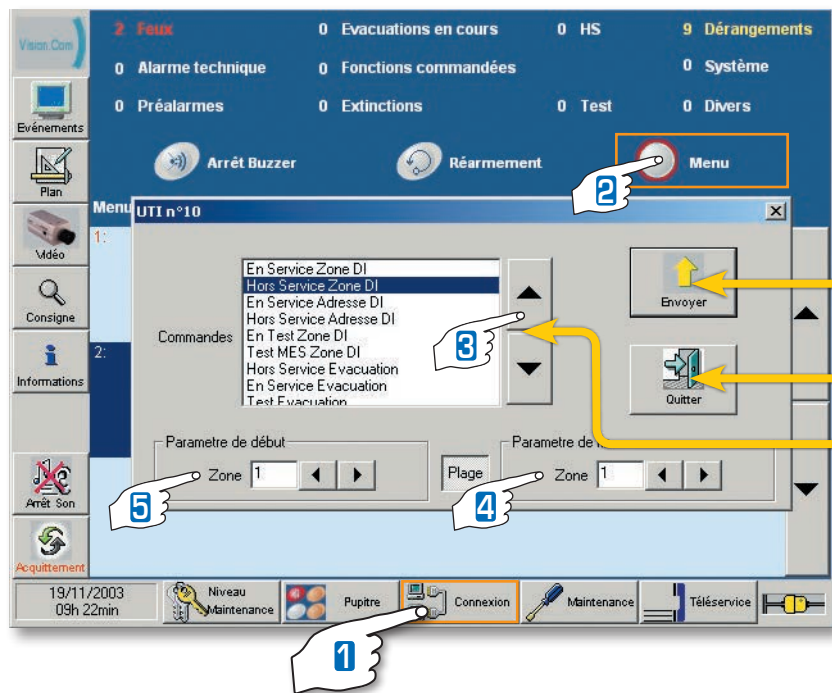 Vision Com
2 Feux 0 Evacuations en cours 0 HS 9 Dérangements
0 Alarme technique 0 Fonctions commandées 0 Système
0 Préalarmes 0 Extinctions 0 Test 0 Divers
Evénements
Arrêt Buzzer Réarmement Menu
2
Plan
Menu
UTI n°10
1:
Vidéo
En Service Zone DI
Hors Service Zone DI
En Service Adresse DI
Hors Service Adresse DI
En Test Zone DI
Test MES Zone DI
Hors Service Evacuation
En Service Evacuation
Test Evacuation
Commandes
3
Envoyer
Quitter
Consigne
2:
Informations
Parametre de début
Zone 1
Plage
Parametre de
Zone 1
5
4
Arrêt Son
Acquittement
19/11/2003
09h 22min
Niveau
Maintenance
Pupitre
Connexion
Maintenance
Téléservice
1